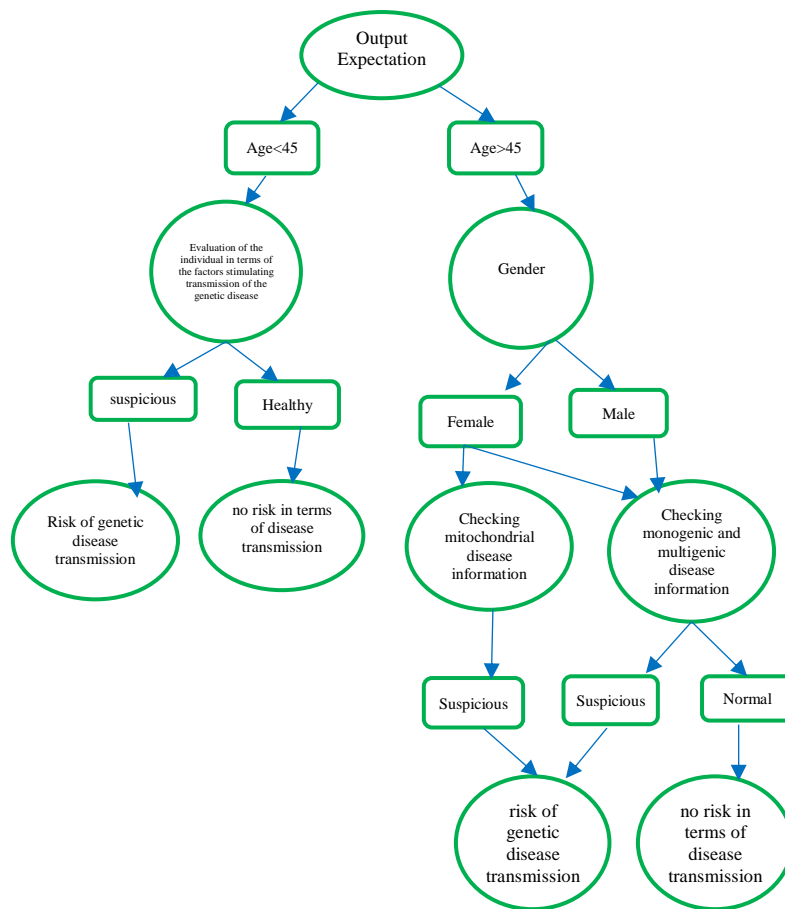 Output
Expectation
Age<45
Age>45
Evaluation of the
individual in terms of
the factors stimulating
transmission of the
genetic disease
Gender
suspicious
Healthy
Female
Male
Risk of genetic
disease
transmission
no risk in terms
of disease
transmission
Checking
mitochondrial
disease
information
Checking
monogenic and
multigenic
disease
information
Suspicious
Suspicious
Normal
risk of
genetic
disease
transmission
no risk in
terms of
disease
transmission